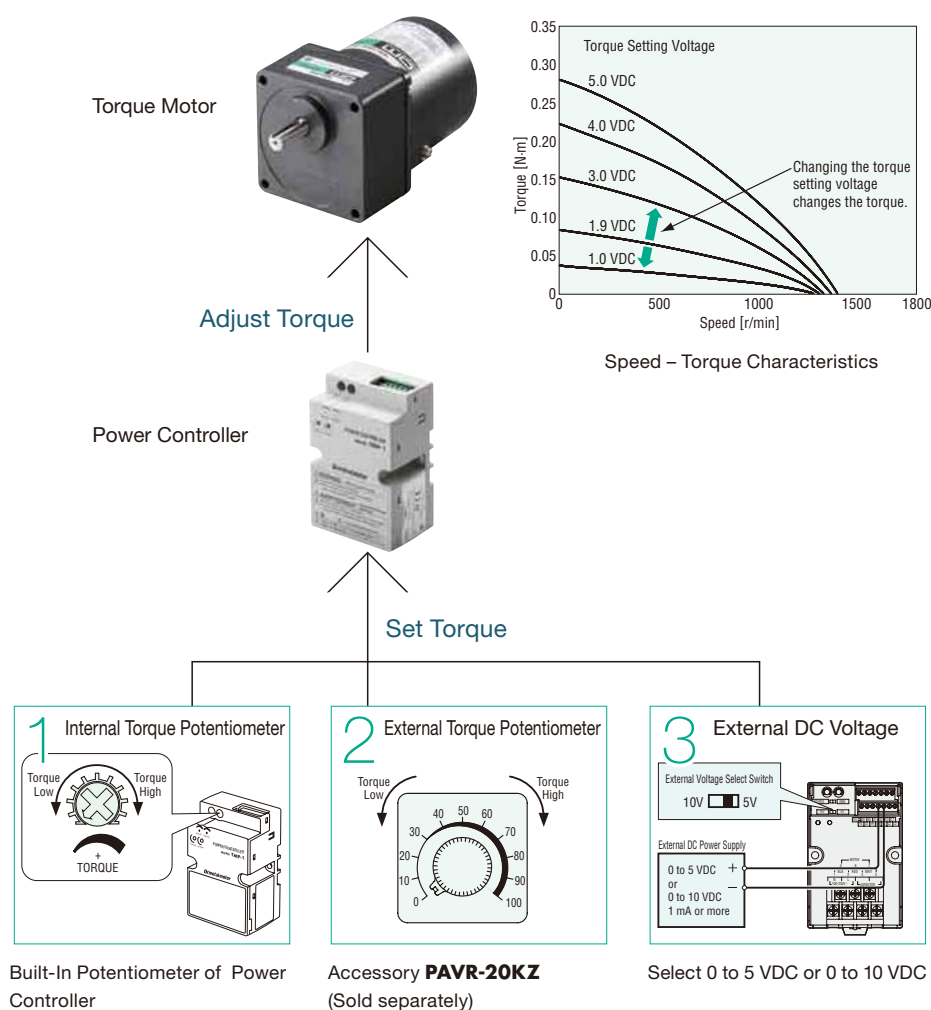 Torque Motor
0.35
0.30
0.25
0.20
0.15
0.10
0.05
0
Torque [N·m]
Torque Setting Voltage
5.0 VDC
4.0 VDC
3.0 VDC
1.9 VDC
1.0 VDC
Changing the torque
setting voltage
changes the torque.
0
500
1000
1500
1800
Speed [r/min]
Speed – Torque Characteristics
Adjust Torque
Power Controller
Set Torque
1
Internal Torque Potentiometer
Torque
Low
Torque
High
+
TORQUE
POWER CONTROLLER
TMP-1
Orientalmotor
Built-In Potentiometer of Power
Controller
2
External Torque Potentiometer
Torque
Low
Torque
High
0
10
20
30
40
50
60
70
80
90
100
Accessory PAVR-20KZ
(Sold separately)
3
External DC Voltage
External Voltage Select Switch
10V 5V
External DC Power Supply
0 to 5 VDC +
or
0 to 10 VDC –
1 mA or more
Select 0 to 5 VDC or 0 to 10 VDC